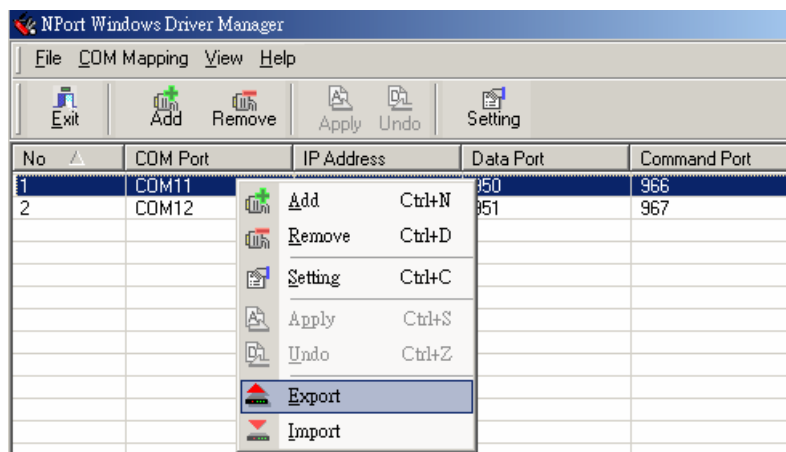 NPort Windows Driver Manager
File COM Mapping View Help
Exit Add Remove Apply Undo Setting
No COM Port IP Address Data Port Command Port
1 COM11 950 966
2 COM12 951 967
Add Ctrl+N
Remove Ctrl+D
Setting Ctrl+C
Apply Ctrl+S
Undo Ctrl+Z
Export
Import